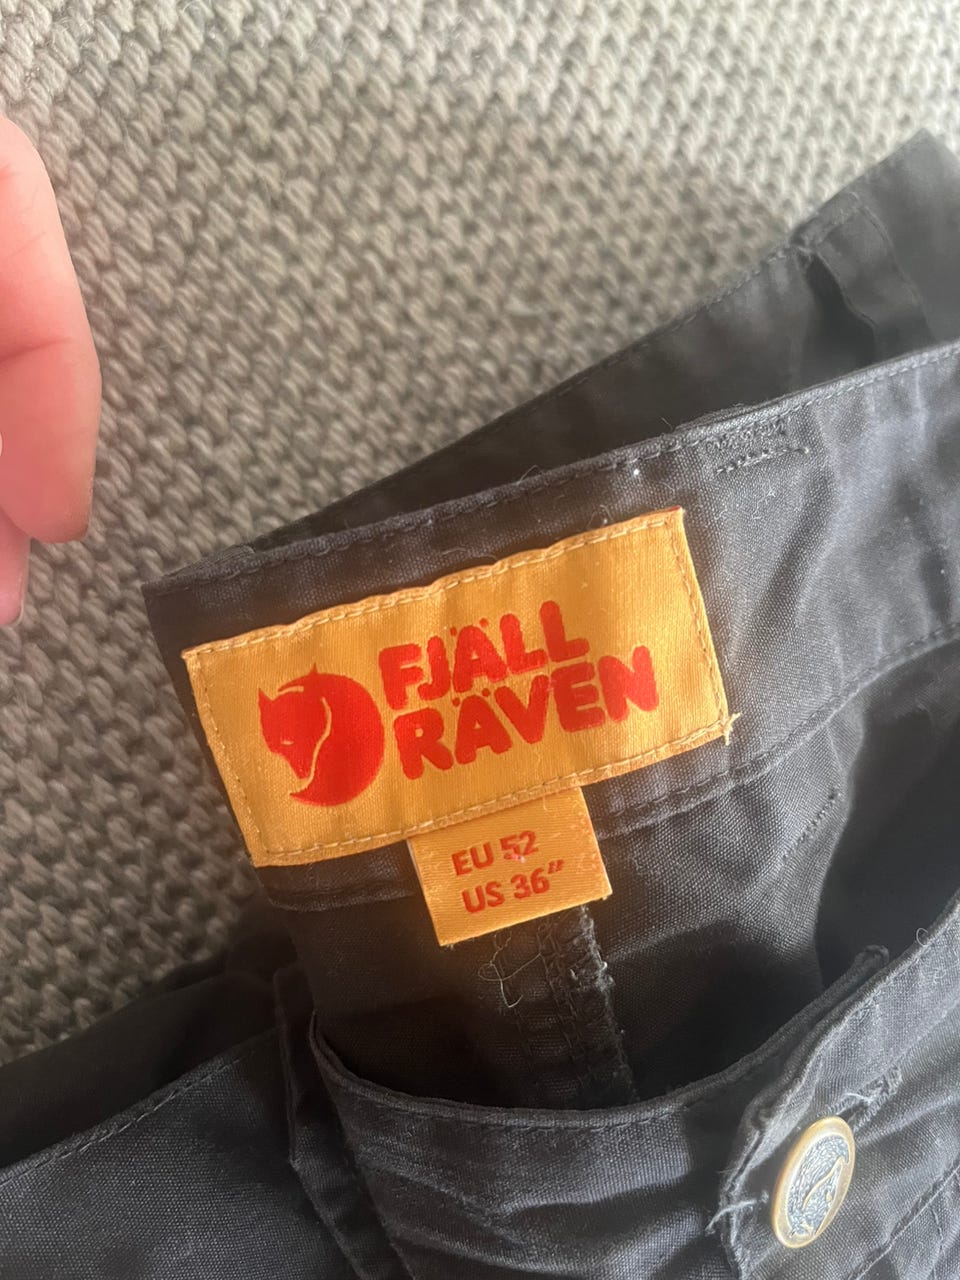 FJÄLL
RÄVEN
EU 52
US 36"